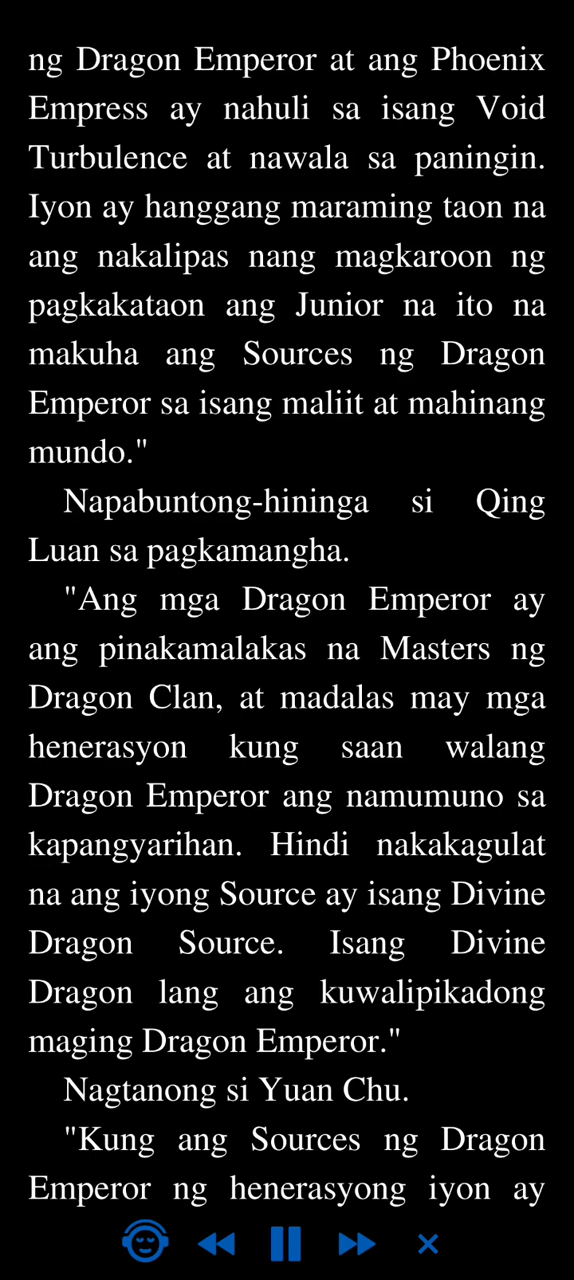 ng Dragon Emperor at ang Phoenix
Empress ay nahuli sa isang Void
Turbulence at nawala sa paningin.
Iyon ay hanggang maraming taon na
ang nakalipas nang magkaroon ng
pagkakataon ang Junior na ito na
makuha ang Sources ng Dragon
Emperor sa isang maliit at mahinang
mundo."
Napabuntong-hininga si Qing
Luan sa pagkamangha.
"Ang mga Dragon Emperor ay
ang pinakamalakas na Masters ng
Dragon Clan, at madalas may mga
henerasyon kung saan walang
Dragon Emperor ang namumuno sa
kapangyarihan. Hindi nakakagulat
na ang iyong Source ay isang Divine
Dragon Source. Isang Divine
Dragon lang ang kuwalipikadong
maging Dragon Emperor."
Nagtanong si Yuan Chu.
"Kung ang Sources ng Dragon
Emperor ng henerasyong iyon ay